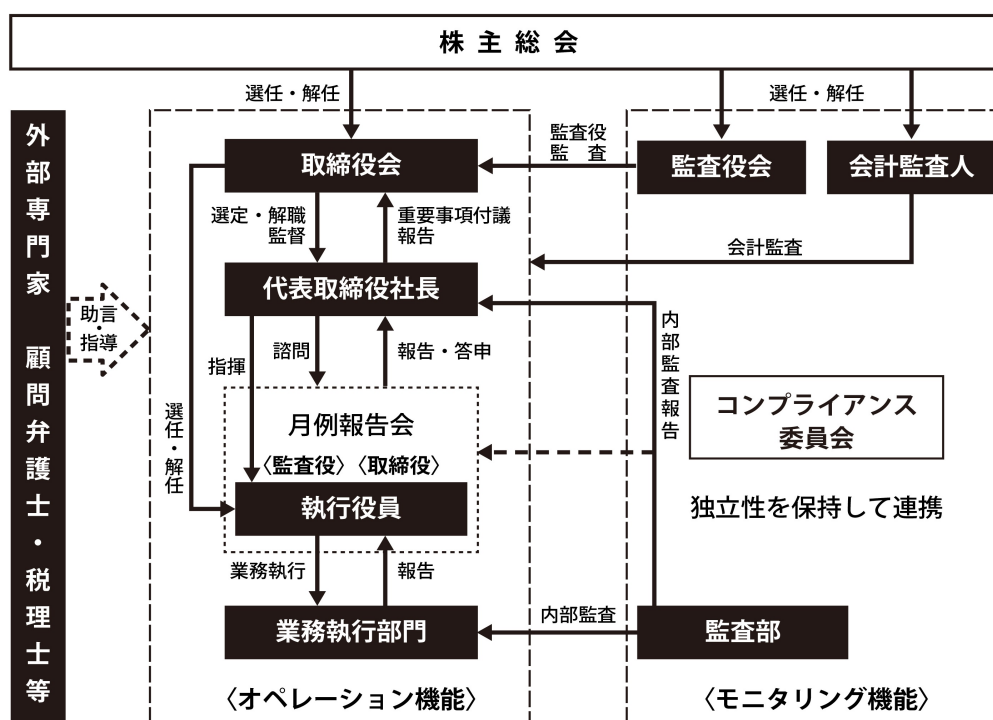 株主総会
選任・解任
選任・解任
外部専門家 顧問弁護士・税理士等
助言
・
指導
取締役会
監査役
監査
監査役会
会計監査人
選定・解職
監督
重要事項付議
報告
会計監査
代表取締役社長
指揮
諮問
報告・答申
内部監査報告
選任・解任
月例報告会
〈監査役〉〈取締役〉
執行役員
コンプライアンス
委員会
独立性を保持して連携
業務執行
報告
業務執行部門
内部監査
監査部
〈オペレーション機能〉
〈モニタリング機能〉